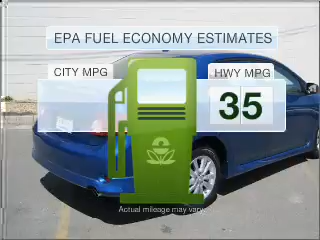 EPA FUEL ECONOMY ESTIMATES
CITY MPG
HWY MPG
35
Actual mileage may vary.